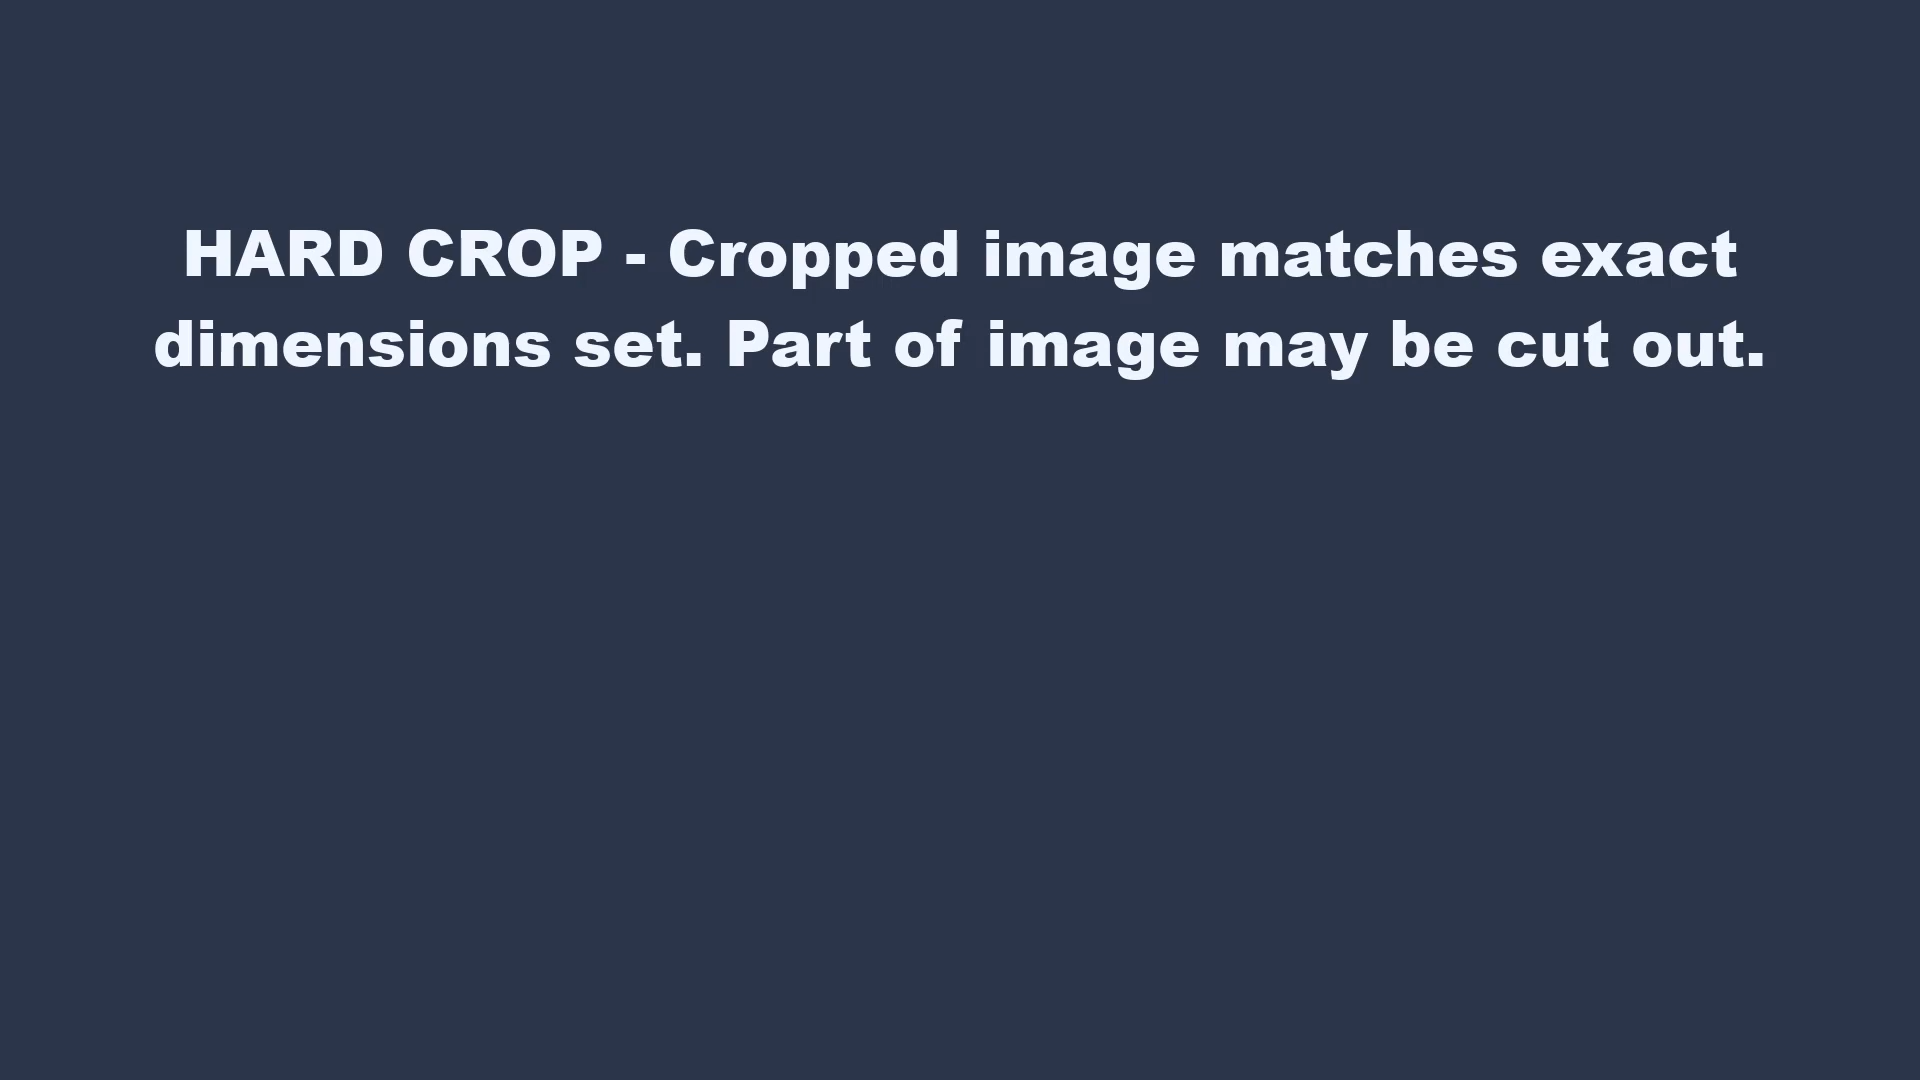 HARD CROP - Cropped image matches exact
dimensions set. Part of image may be cut out.